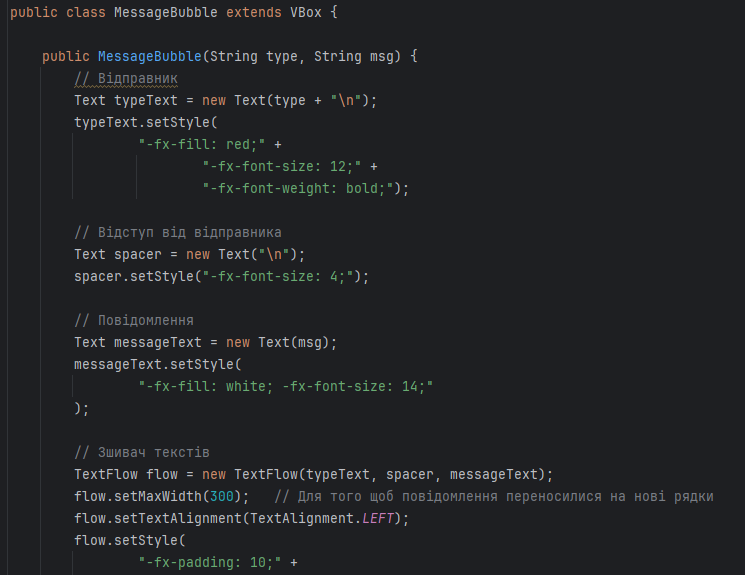 public class MessageBubble extends VBox {
public MessageBubble(String type, String msg) {
// Відправник
Text typeText = new Text(type + "\n");
typeText.setStyle(
"-fx-fill: red;" +
"-fx-font-size: 12;" +
"-fx-font-weight: bold;");
// Відступ від відправника
Text spacer = new Text("\n");
spacer.setStyle("-fx-font-size: 4;");
// Повідомлення
Text messageText = new Text(msg);
messageText.setStyle(
"-fx-fill: white; -fx-font-size: 14;"
);
// Зшивач текстів
TextFlow flow = new TextFlow(typeText, spacer, messageText);
flow.setMaxWidth(300);   // Для того щоб повідомлення переносилися на нові рядки
flow.setTextAlignment(TextAlignment.LEFT);
flow.setStyle(
"-fx-padding: 10;" +